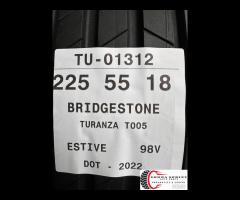 TU-01312
225 55 18
BRIDGESTONE
TURANZA T005
ESTIVE 98V
DOT - 2022